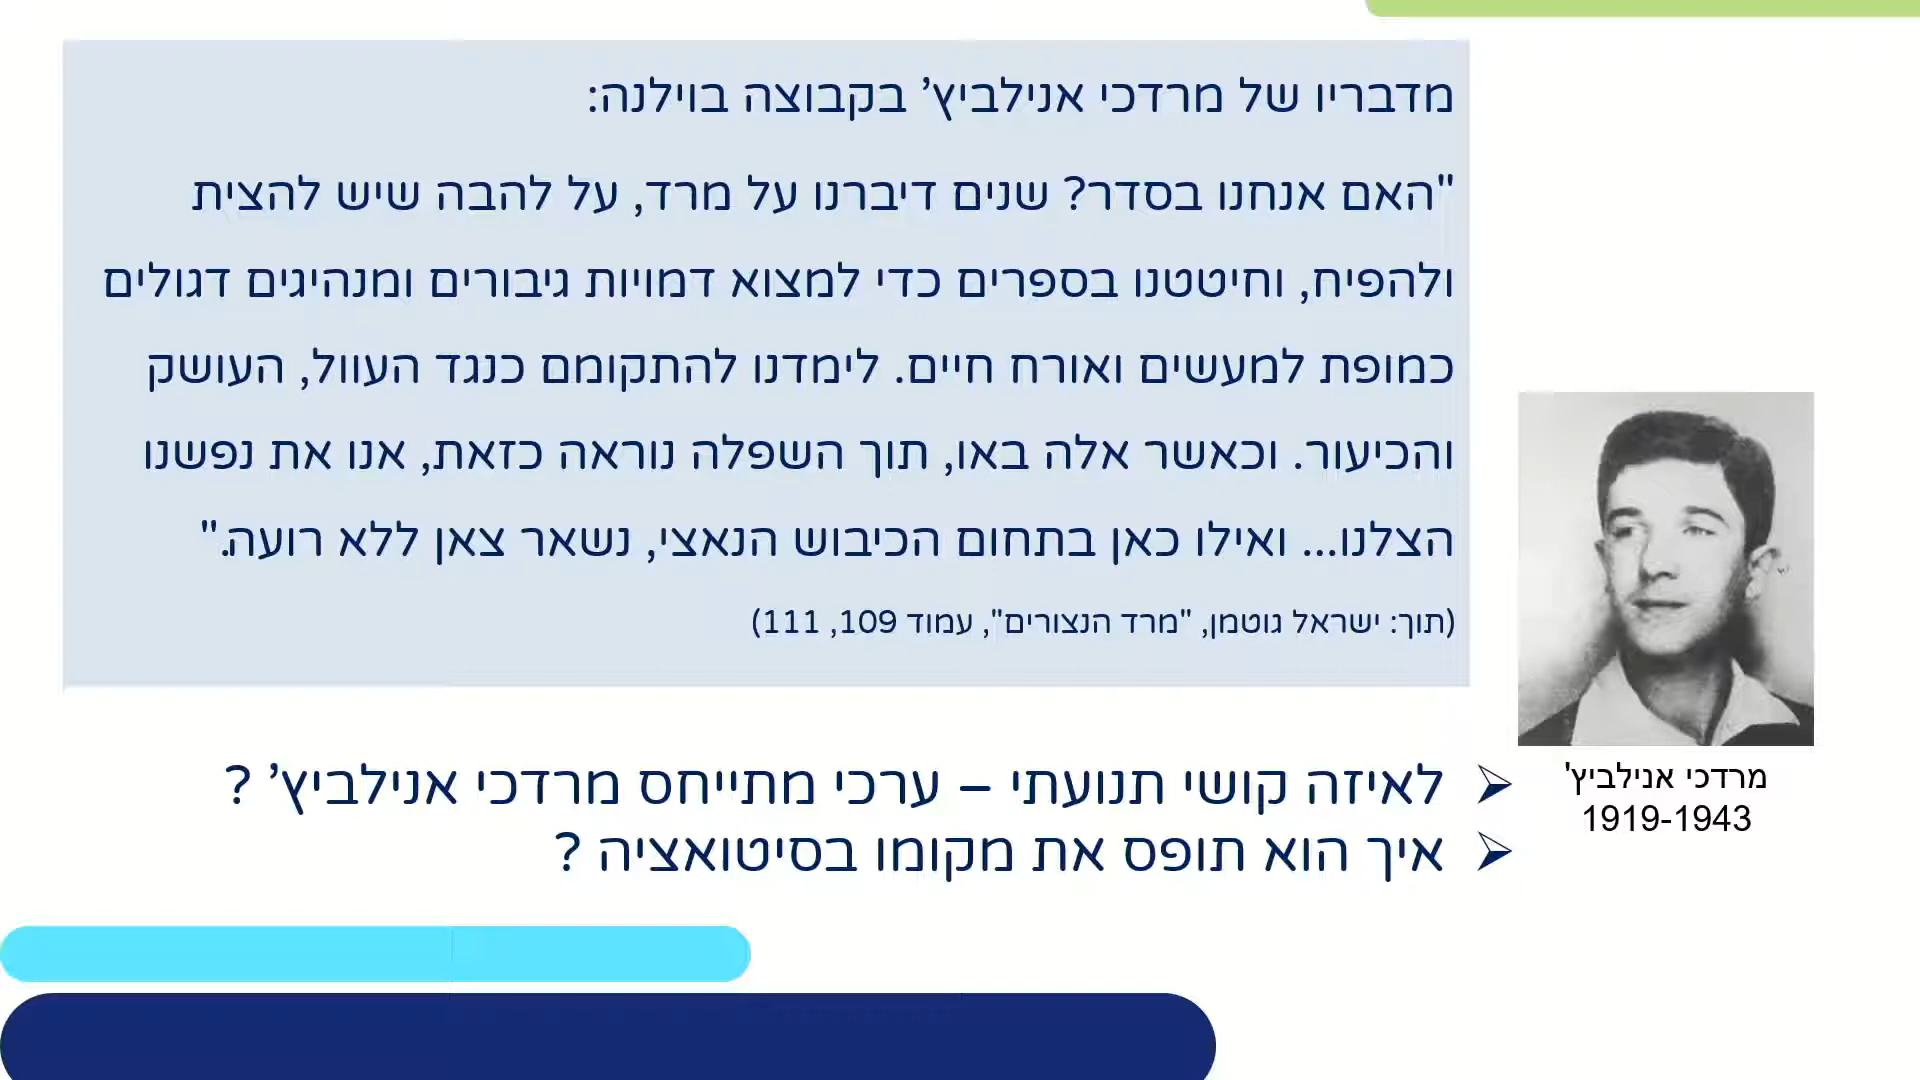 מדבריו של מרדכי אנילביץ' בקבוצה בוילנה:
"האם אנחנו בסדר? שנים דיברנו על מרד, על להבה שיש להצית
ולהפיח, וחיטטנו בספרים כדי למצוא דמויות גיבורים ומנהיגים דגולים
כמופת למעשים ואורח חיים. לימדנו להתקומם כנגד העוול, העושק
והכיעור. וכאשר אלה באו, תוך השפלה נוראה כזאת, אנו את נפשנו
הצלנו... ואילו כאן בתחום הכיבוש הנאצי, נשאר צאן ללא רועה."
(תוך: ישראל גוטמן, "מרד הנצורים", עמוד 109, 111)
מרדכי אנילביץ'
1919-1943
לאיזה קושי תנועתי – ערכי מתייחס מרדכי אנילביץ' ?
איך הוא תופס את מקומו בסיטואציה ?